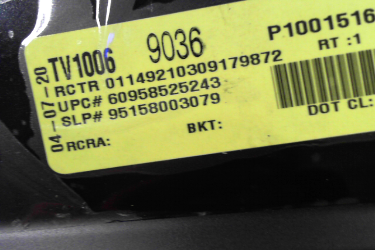 04-07-20
TV1006 9036 P1001516
RT :1
RCTR 01149210309179872
UPC# 60958525243
SLP# 95158003079
DOT CL:
BKT:
RCRA: